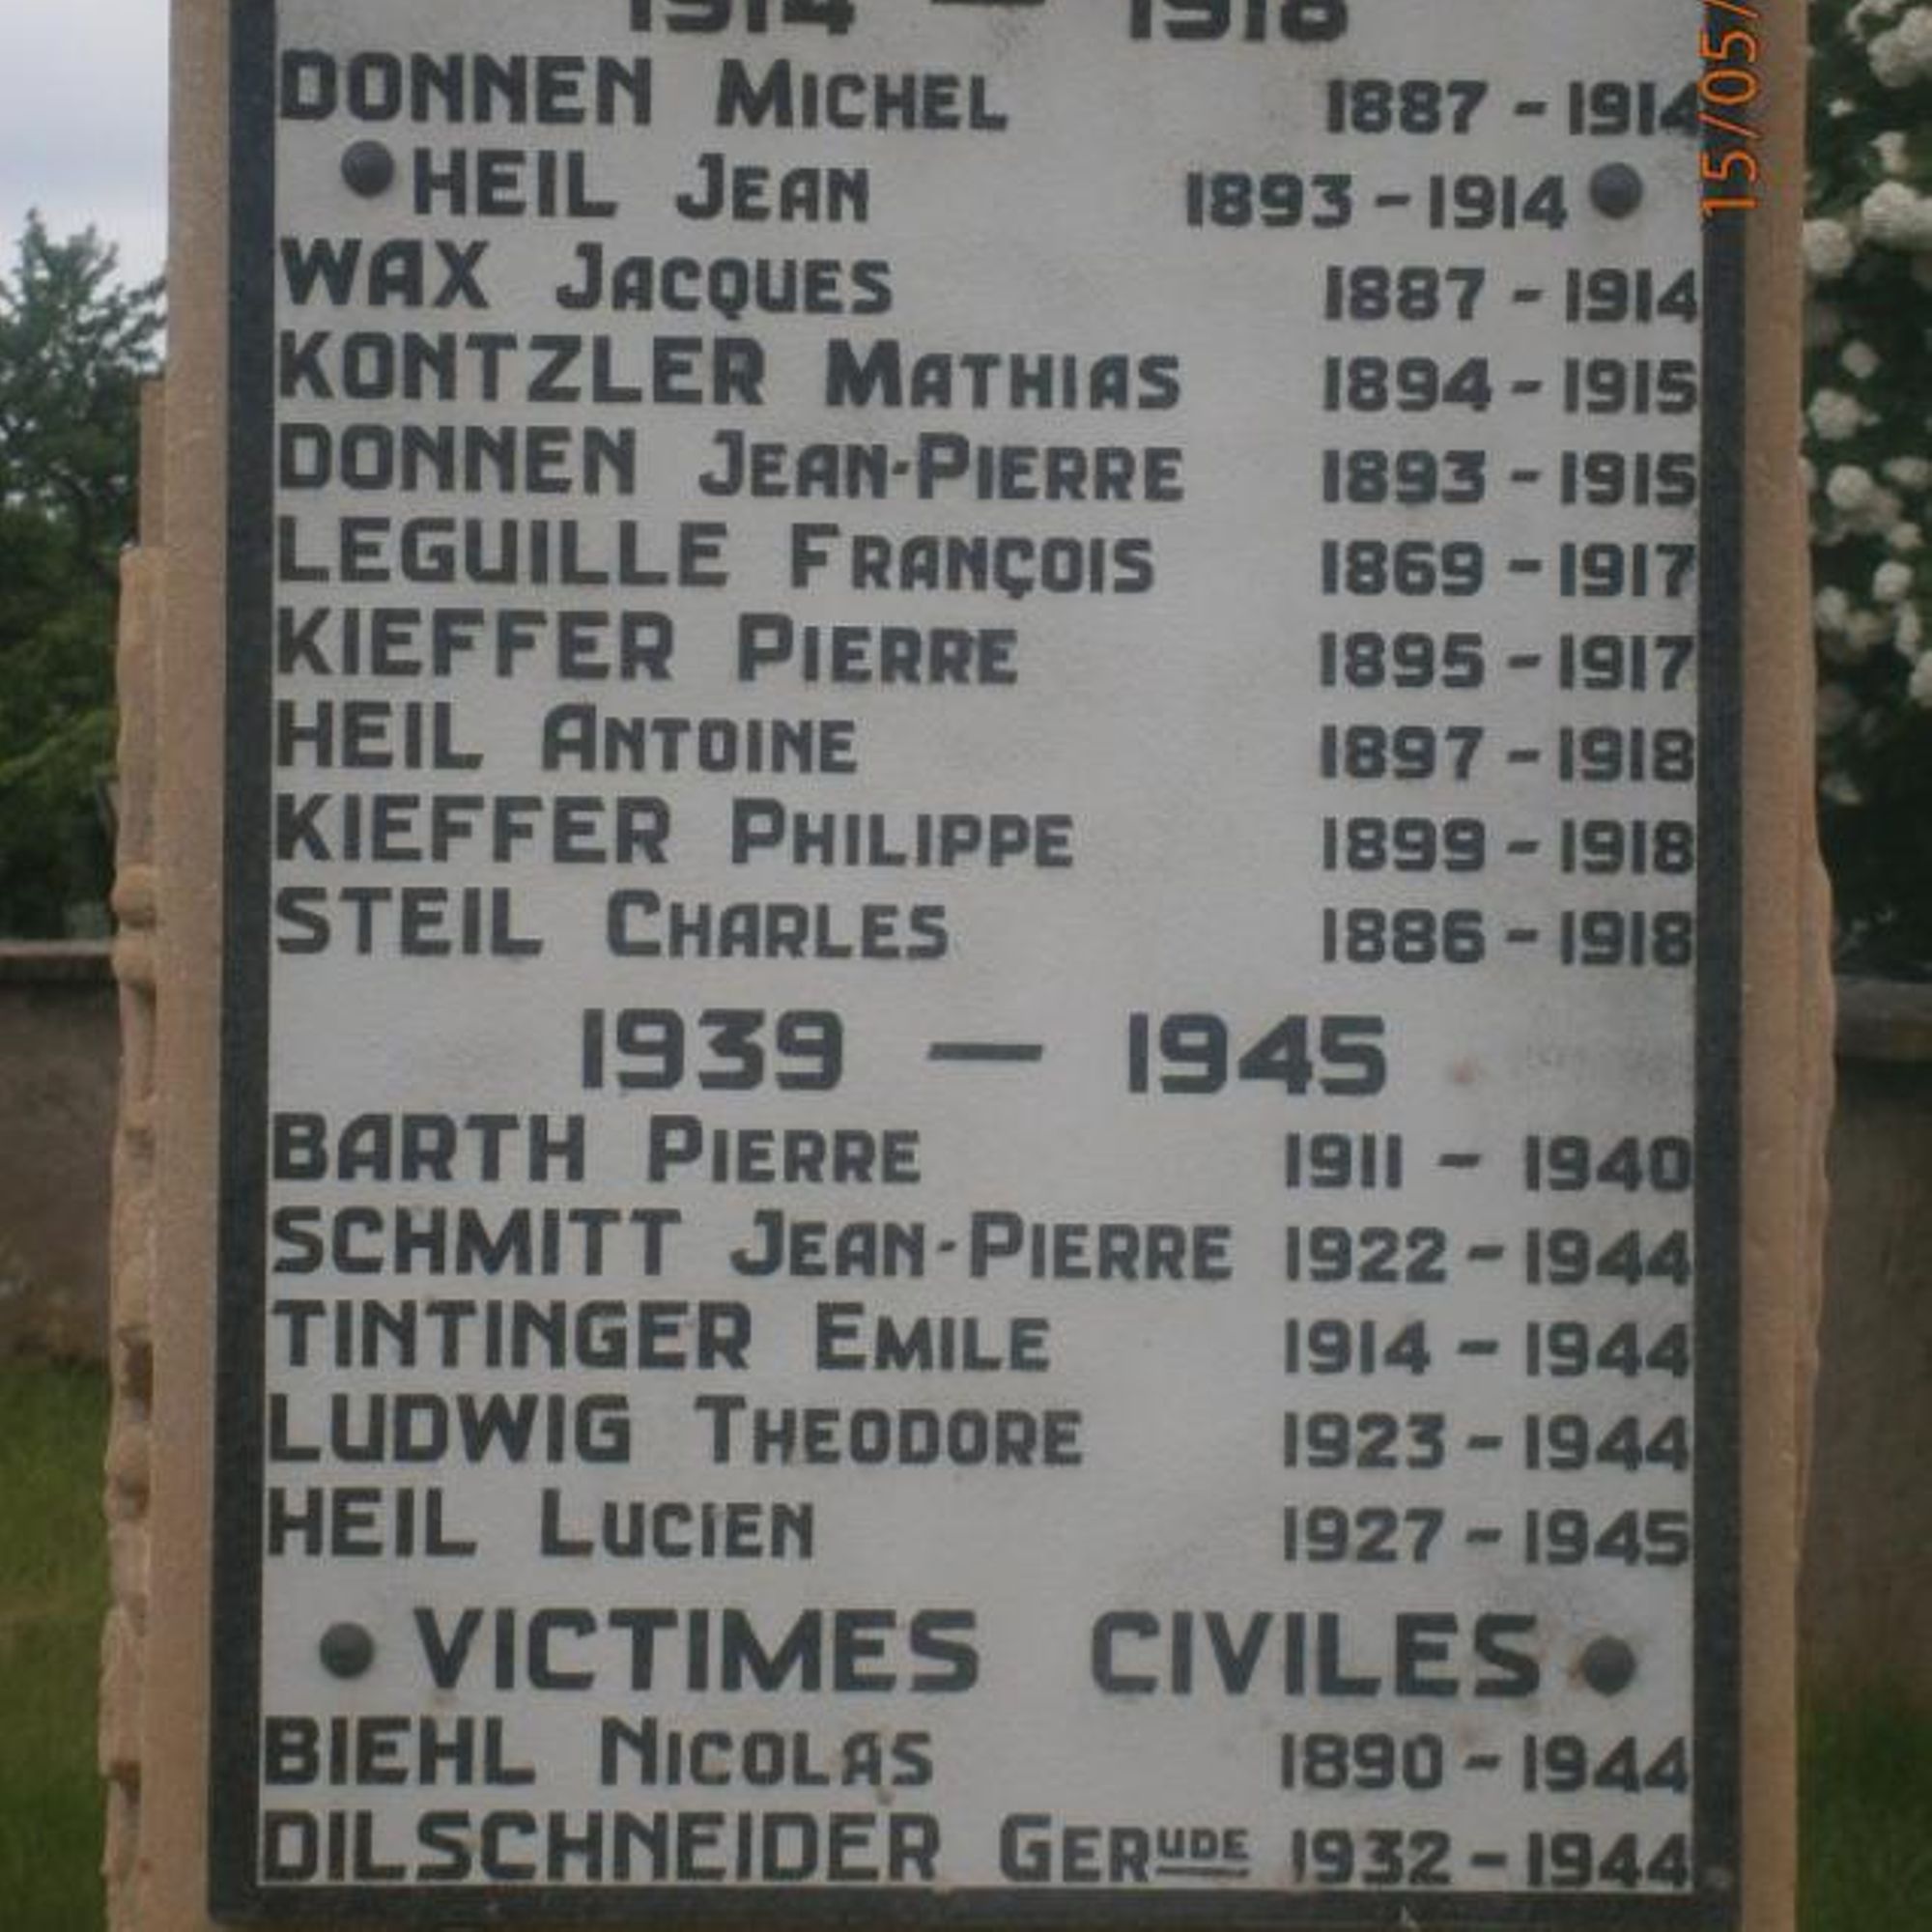 1914 — 1918
DONNEN MICHEL 1887 - 1914
HEIL JEAN 1893 - 1914
WAX JACQUES 1887 - 1914
KONTZLER MATHIAS 1894 - 1915
DONNEN JEAN-PIERRE 1893 - 1915
LEGUILLE FRANÇOIS 1869 - 1917
KIEFFER PIERRE 1895 - 1917
HEIL ANTOINE 1897 - 1918
KIEFFER PHILIPPE 1899 - 1918
STEIL CHARLES 1886 - 1918
1939 — 1945
BARTH PIERRE 1911 - 1940
SCHMITT JEAN-PIERRE 1922 - 1944
TINTINGER EMILE 1914 - 1944
LUDWIG THEODORE 1923 - 1944
HEIL LUCIEN 1927 - 1945
VICTIMES CIVILES
BIEHL NICOLAS 1890 - 1944
DILSCHNEIDER GERUDE 1932 - 1944
15/05/